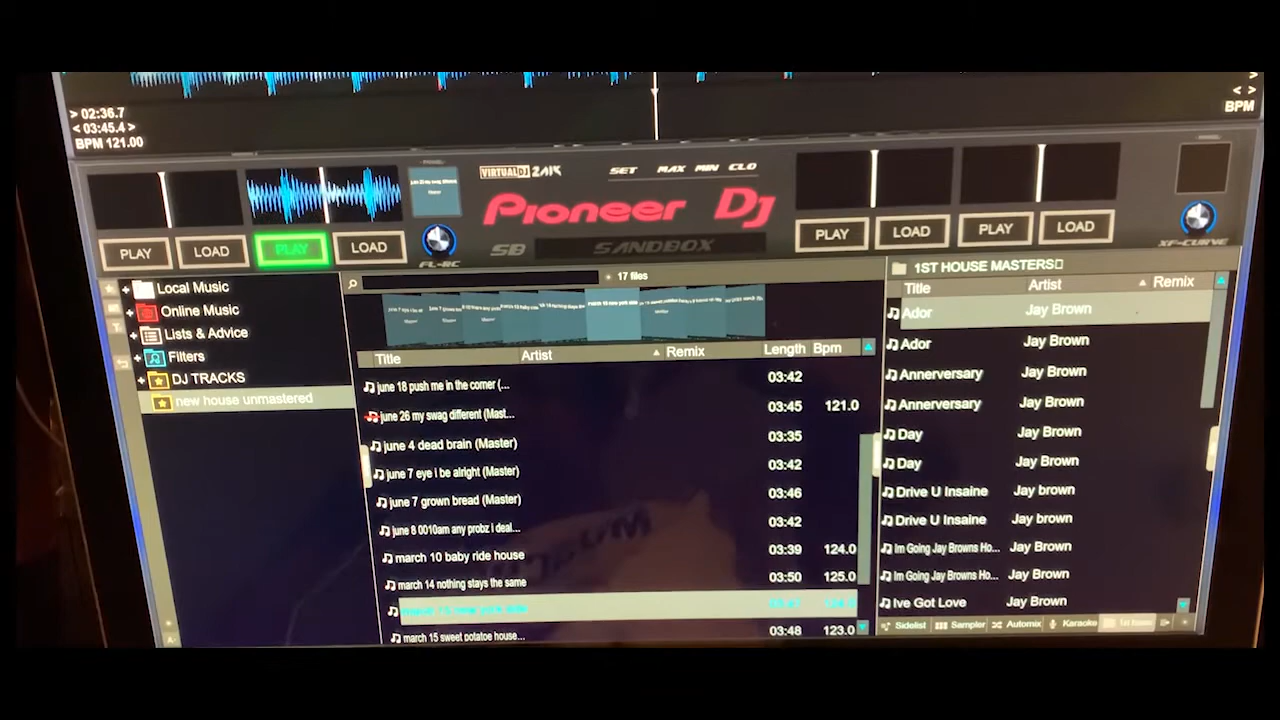 > 02:36.7
< 03:45.4 >
BPM 121.00
< >
BPM
VIRTUALDJ
SET MAX MIN CLO
Pioneer DJ
SB SANDBOX
PLAY LOAD PLAY LOAD
FL-RC
PLAY LOAD PLAY LOAD
XF-CURVE
Local Music
Online Music
Lists & Advice
Filters
DJ TRACKS
new house unmastered
17 files
Title Artist Remix Length Bpm
june 18 push me in the corner (... 03:42
june 26 my swag different (Mast... 03:45 121.0
june 4 dead brain (Master) 03:35
june 7 eye i be alright (Master) 03:42
june 7 grown bread (Master) 03:46
june 8 0010am any probz i deal... 03:42
march 10 baby ride house 03:39 124.0
march 14 nothing stays the same 03:50 125.0
march 15 sweet potatoe house... 03:48 123.0
1ST HOUSE MASTERS
Title Artist Remix
Ador Jay Brown
Ador Jay Brown
Annerversary Jay Brown
Annerversary Jay Brown
Day Jay Brown
Day Jay Brown
Drive U Insaine Jay brown
Drive U Insaine Jay brown
Im Going Jay Browns Ho... Jay Brown
Im Going Jay Browns Ho... Jay Brown
Ive Got Love Jay Brown
Sidelist Sampler Automix Karaoke